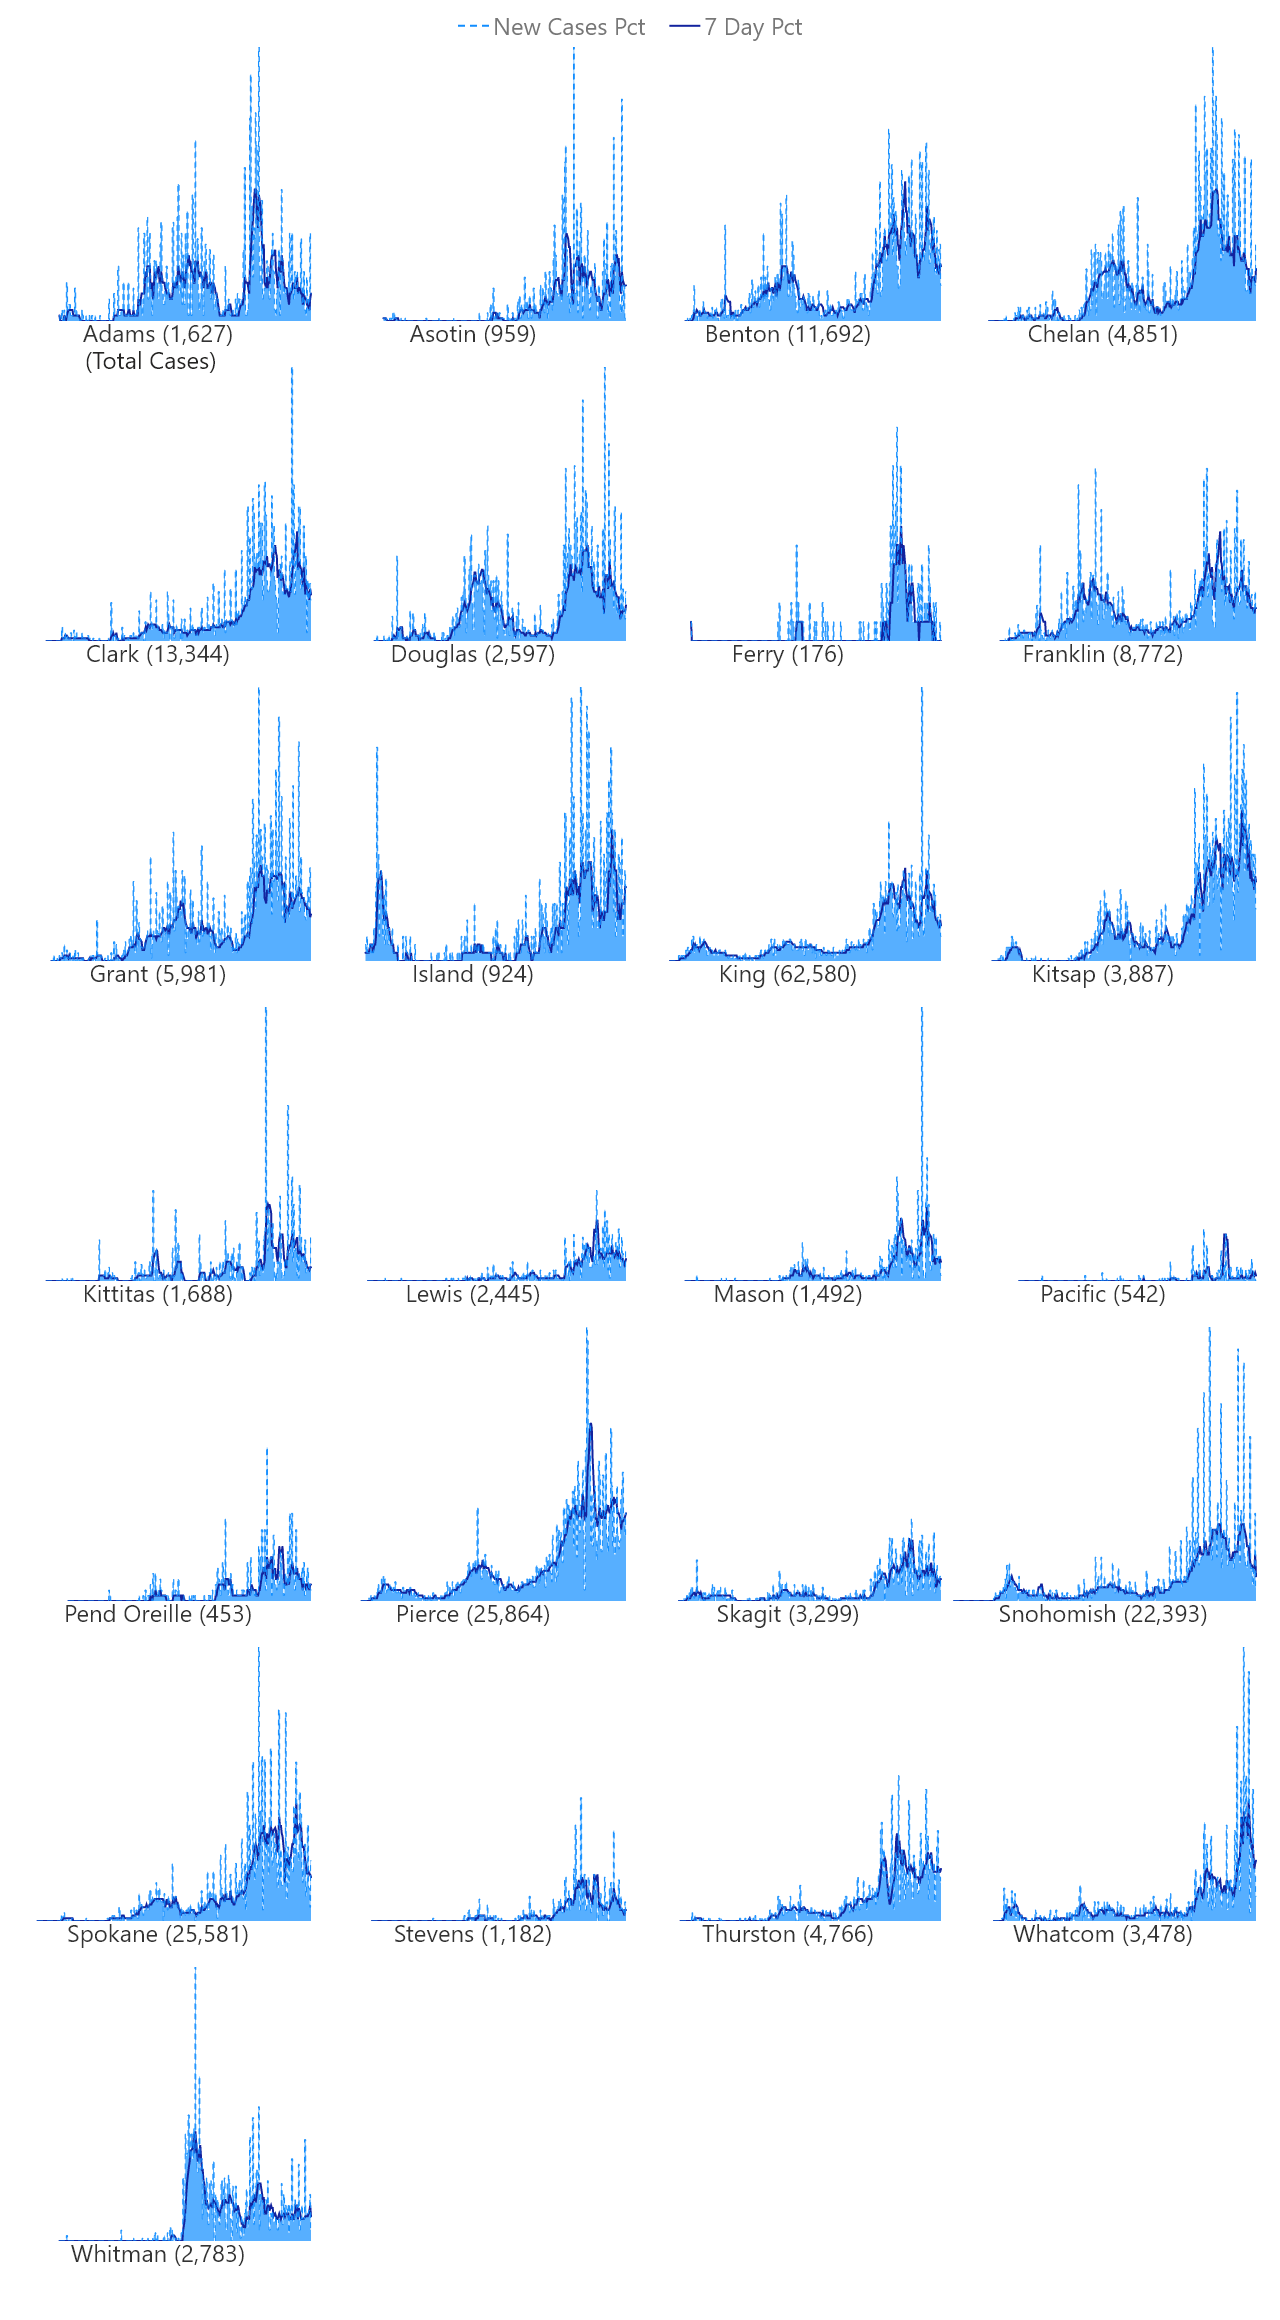 New Cases Pct 7 Day Pct
Adams (1,627) Asotin (959) Benton (11,692) Chelan (4,851)
(Total Cases)
Clark (13,344) Douglas (2,597) Ferry (176) Franklin (8,772)
Grant (5,981) Island (924) King (62,580) Kitsap (3,887)
Kittitas (1,688) Lewis (2,445) Mason (1,492) Pacific (542)
Pend Oreille (453) Pierce (25,864) Skagit (3,299) Snohomish (22,393)
Spokane (25,581) Stevens (1,182) Thurston (4,766) Whatcom (3,478)
Whitman (2,783)